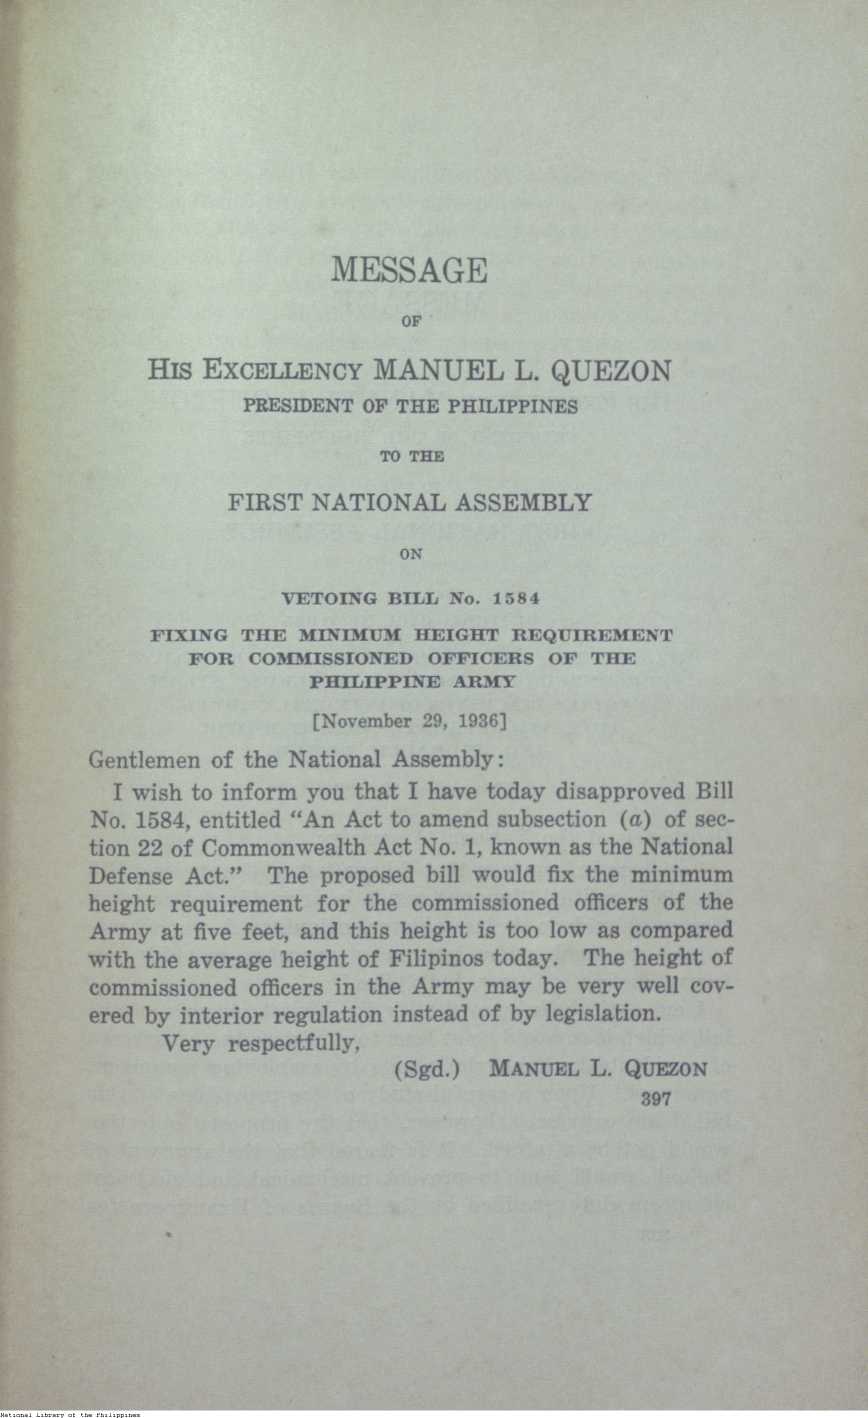 MESSAGE
OF
HIS EXCELLENCY MANUEL L. QUEZON
PRESIDENT OF THE PHILIPPINES
TO THE
FIRST NATIONAL ASSEMBLY
ON
VETOING BILL No. 1584
FIXING THE MINIMUM HEIGHT REQUIREMENT
FOR COMMISSIONED OFFICERS OF THE
PHILIPPINE ARMY
[November 29, 1936]
Gentlemen of the National Assembly:
I wish to inform you that I have today disapproved Bill
No. 1584, entitled “An Act to amend subsection (a) of sec-
tion 22 of Commonwealth Act No. 1, known as the National
Defense Act.” The proposed bill would fix the minimum
height requirement for the commissioned officers of the
Army at five feet, and this height is too low as compared
with the average height of Filipinos today. The height of
commissioned officers in the Army may be very well cov-
ered by interior regulation instead of by legislation.
Very respectfully,
(Sgd.) MANUEL L. QUEZON
397
National Library of the Philippines